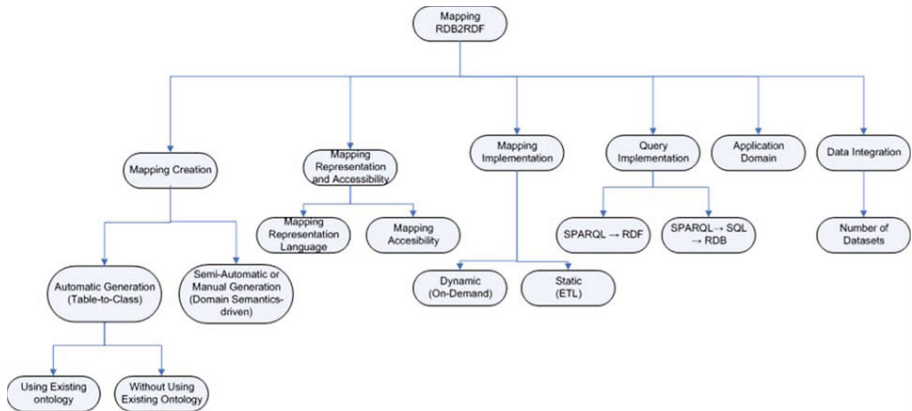 Mapping
RDB2RDF
Mapping Creation
Mapping
Representation
and Accessibility
Mapping
Implementation
Query
Implementation
Application
Domain
Data Integration
Mapping
Representation
Language
Mapping
Accesibility
SPARQL → RDF
SPARQL→ SQL
→ RDB
Number of
Datasets
Automatic Generation
(Table-to-Class)
Semi-Automatic or
Manual Generation
(Domain Semantics-
driven)
Dynamic
(On-Demand)
Static
(ETL)
Using Existing
ontology
Without Using
Existing Ontology